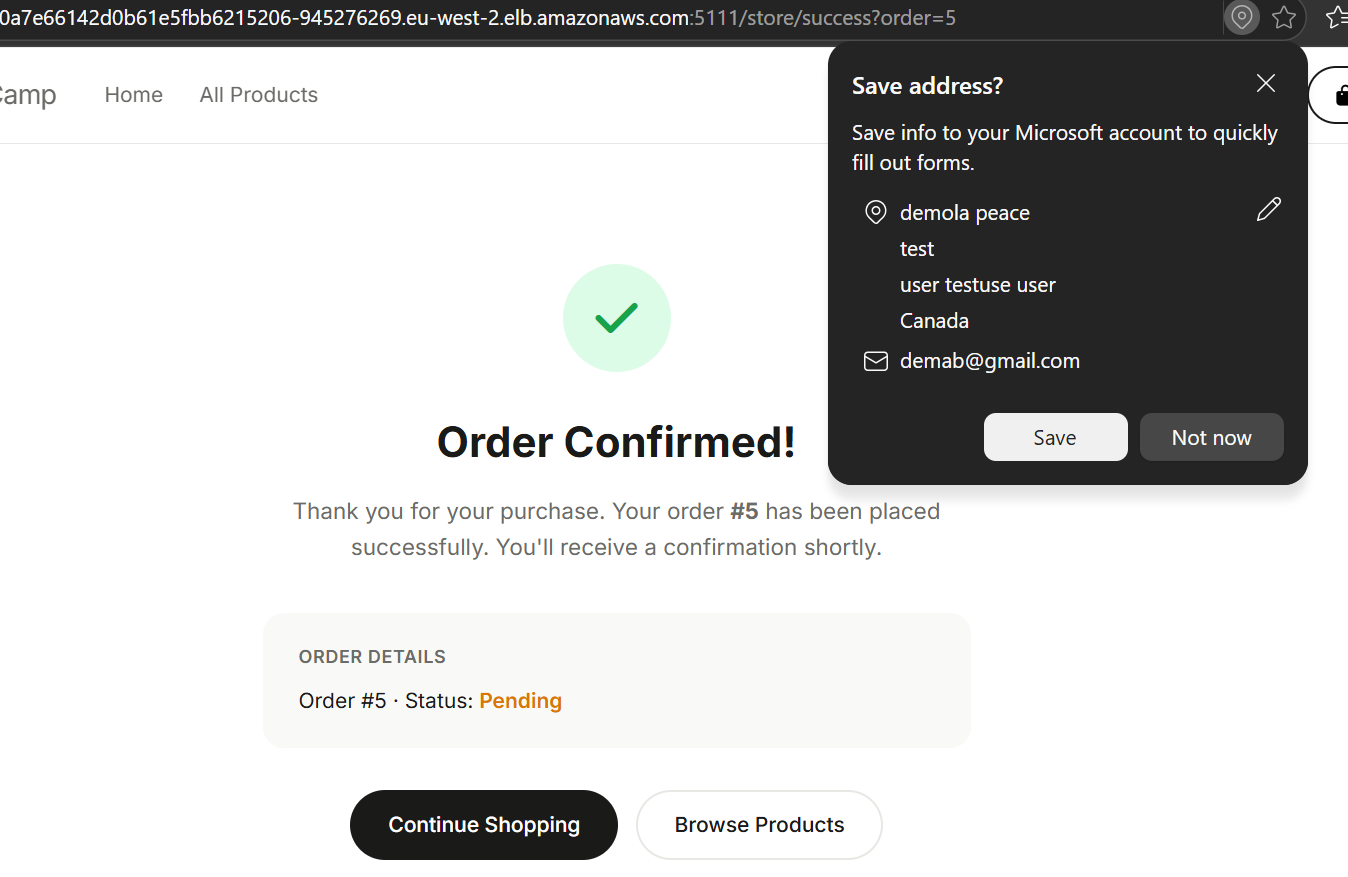 0a7e66142d0b61e5fbb6215206-945276269.eu-west-2.elb.amazonaws.com:5111/store/success?order=5
Camp
Home
All Products
Save address?
Save info to your Microsoft account to quickly
fill out forms.
demola peace
test
user testuse user
Canada
demab@gmail.com
Save
Not now
Order Confirmed!
Thank you for your purchase. Your order #5 has been placed
successfully. You'll receive a confirmation shortly.
ORDER DETAILS
Order #5 · Status: Pending
Continue Shopping
Browse Products